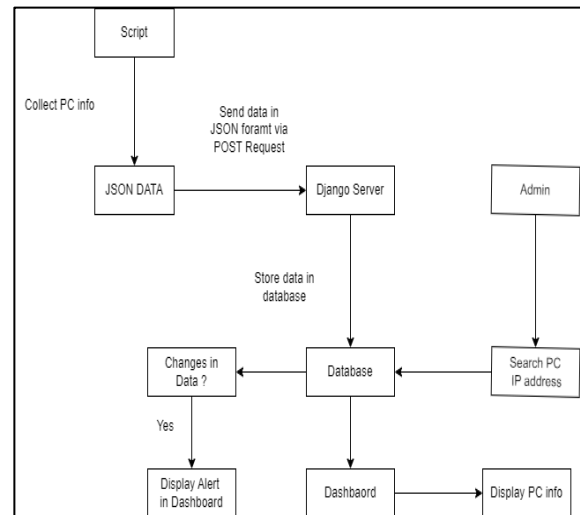 Script
Collect PC info
Send data in
JSON foramt via
POST Request
JSON DATA
Django Server
Admin
Store data in
database
Changes in
Data ?
Database
Search PC
IP address
Yes
Display Alert
in Dashboard
Dashbaord
Display PC info